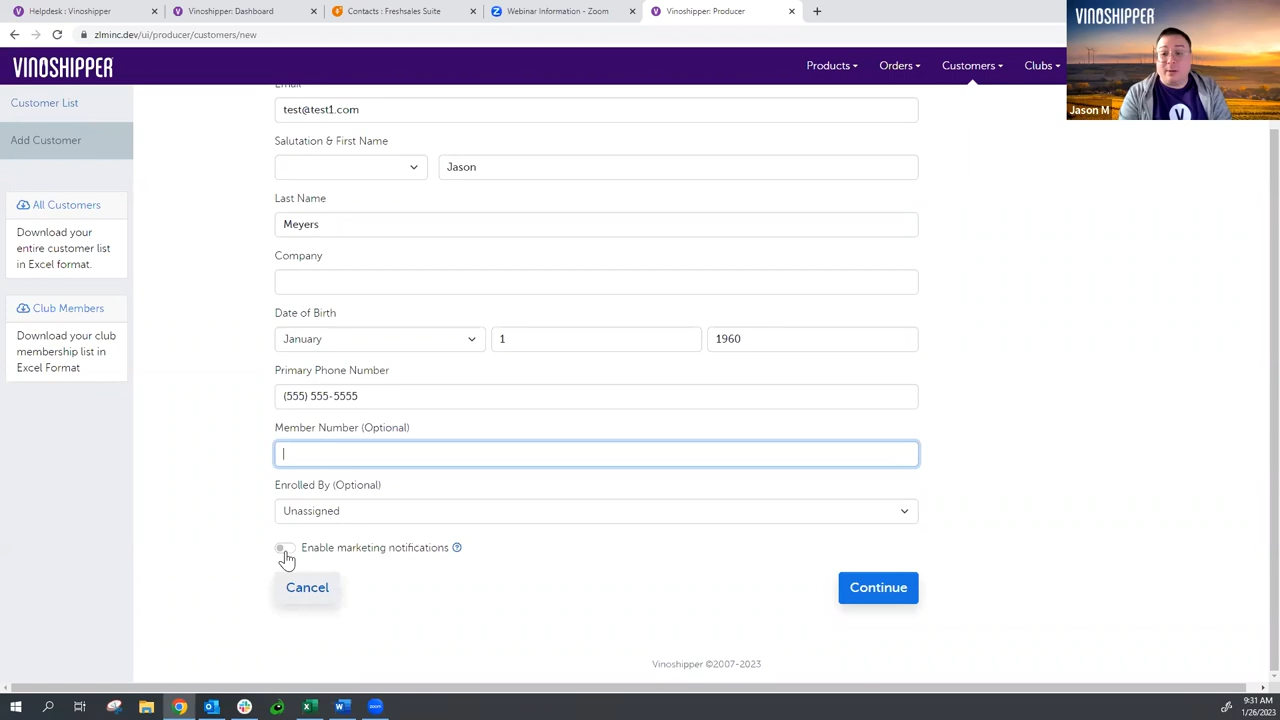 Helpdesk : Vinoshipper
Vinoshipper: Dashboard
Contacts : Freshsales Suite
Webinar Information - Zoom
Vinoshipper: Producer
zlminc.dev/ui/producer/customers/new
VINOSHIPPER
Products
Orders
Customers
Clubs
VINOSHIPPER
Jason M
Customer List
Add Customer
All Customers
Download your
entire customer list
in Excel format.
Club Members
Download your club
membership list in
Excel Format
Email
test@test1.com
Salutation & First Name
Jason
Last Name
Meyers
Company
Date of Birth
January
1
1960
Primary Phone Number
(555) 555-5555
Member Number (Optional)
Enrolled By (Optional)
Unassigned
Enable marketing notifications
Cancel
Continue
Vinoshipper ©2007-2023
9:31 AM
1/26/2023